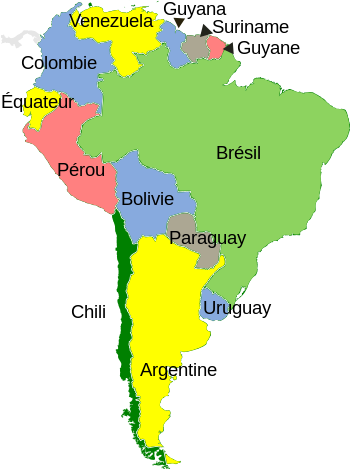 Guyana
Venezuela
Suriname
Guyane
Colombie
Équateur
Brésil
Pérou
Bolivie
Paraguay
Chili
Uruguay
Argentine